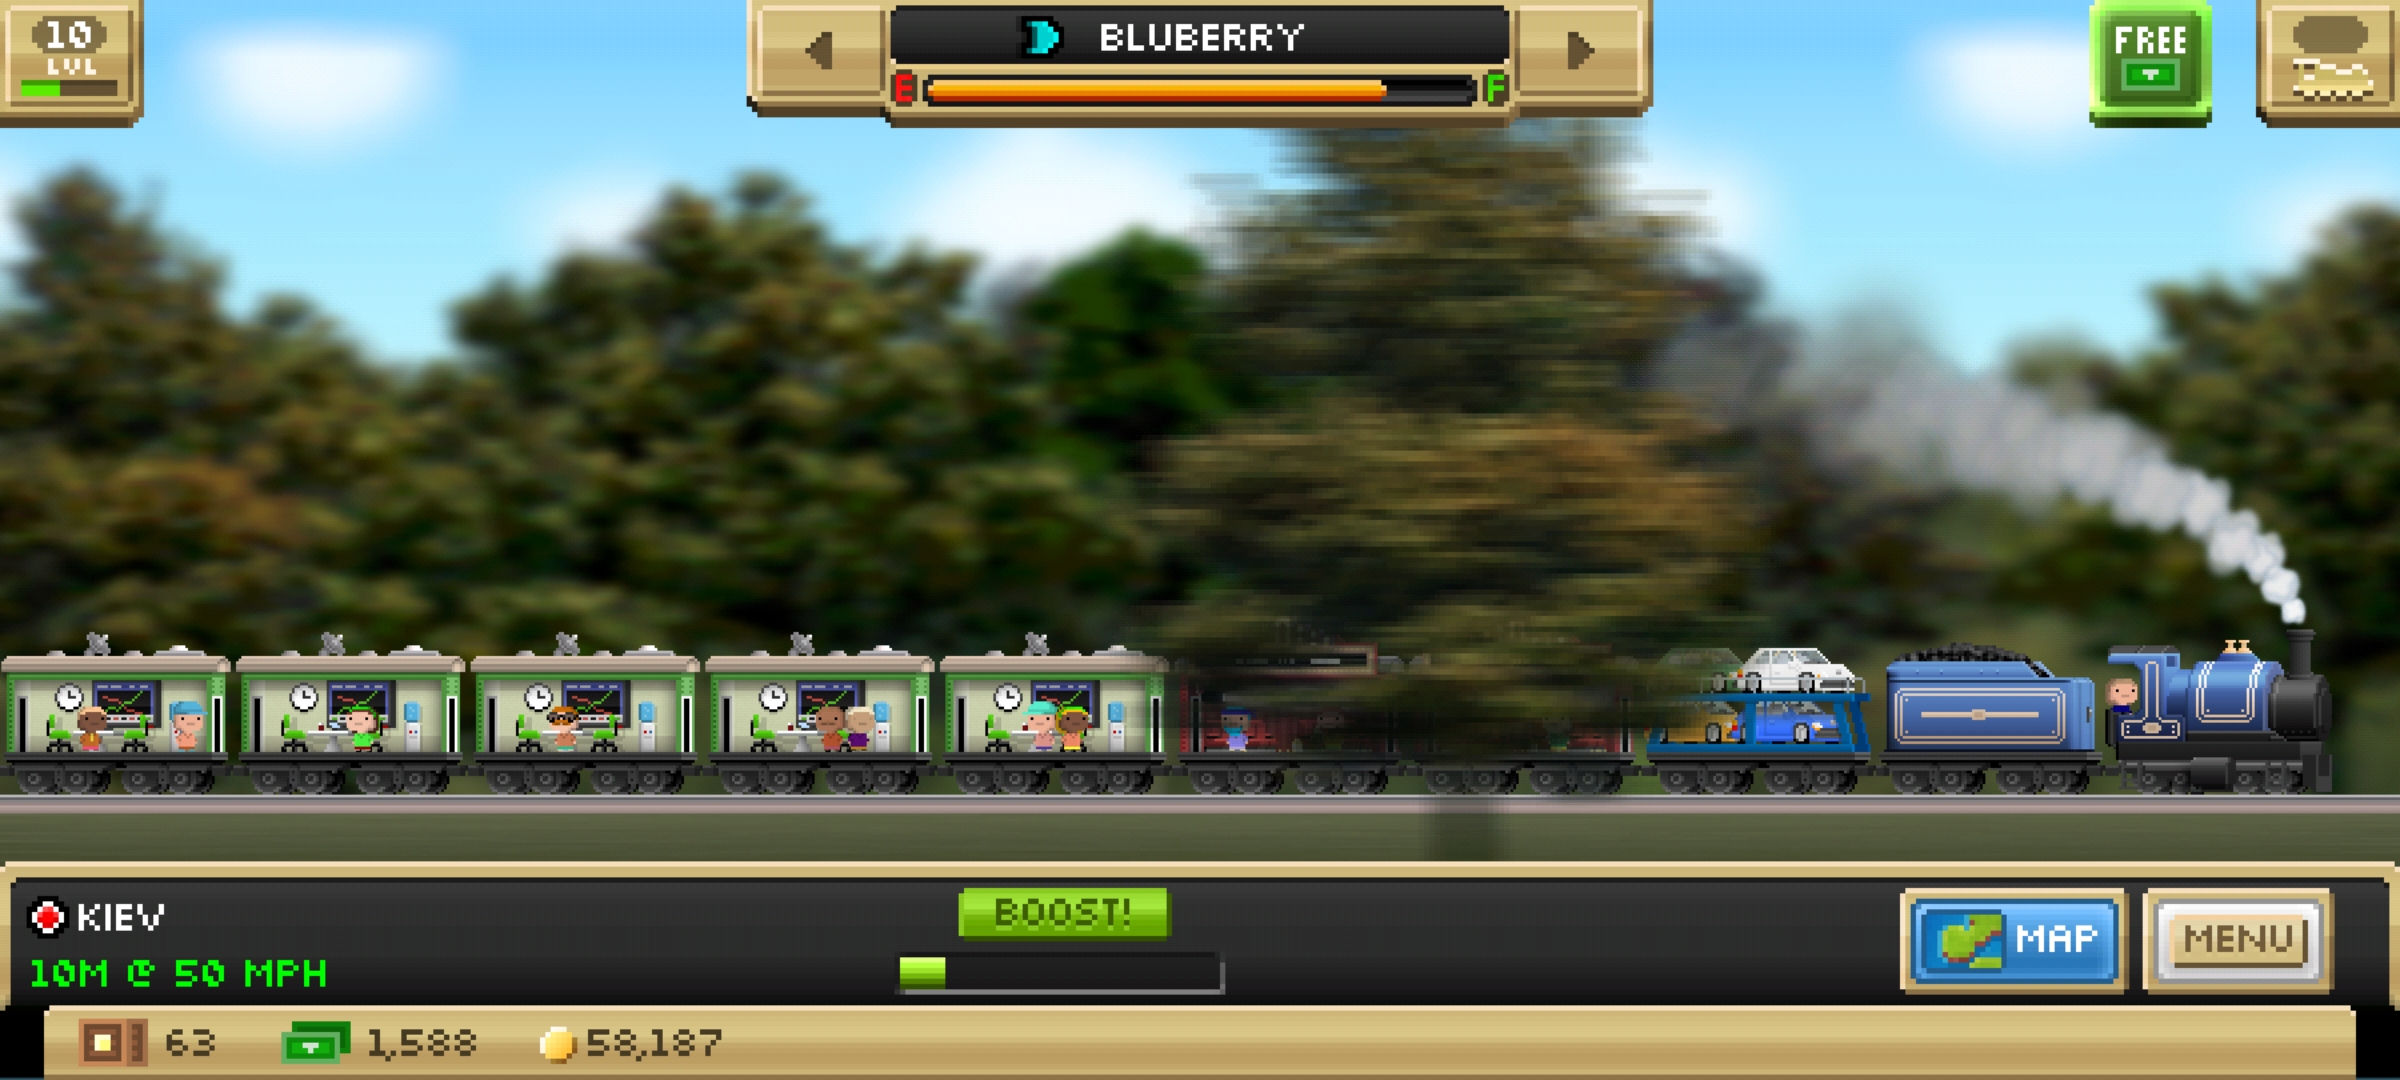 10
LVL
BLUBERRY
E
F
FREE
KIEV
10M @ 50 MPH
BOOST!
MAP
MENU
63
1,588
58,187